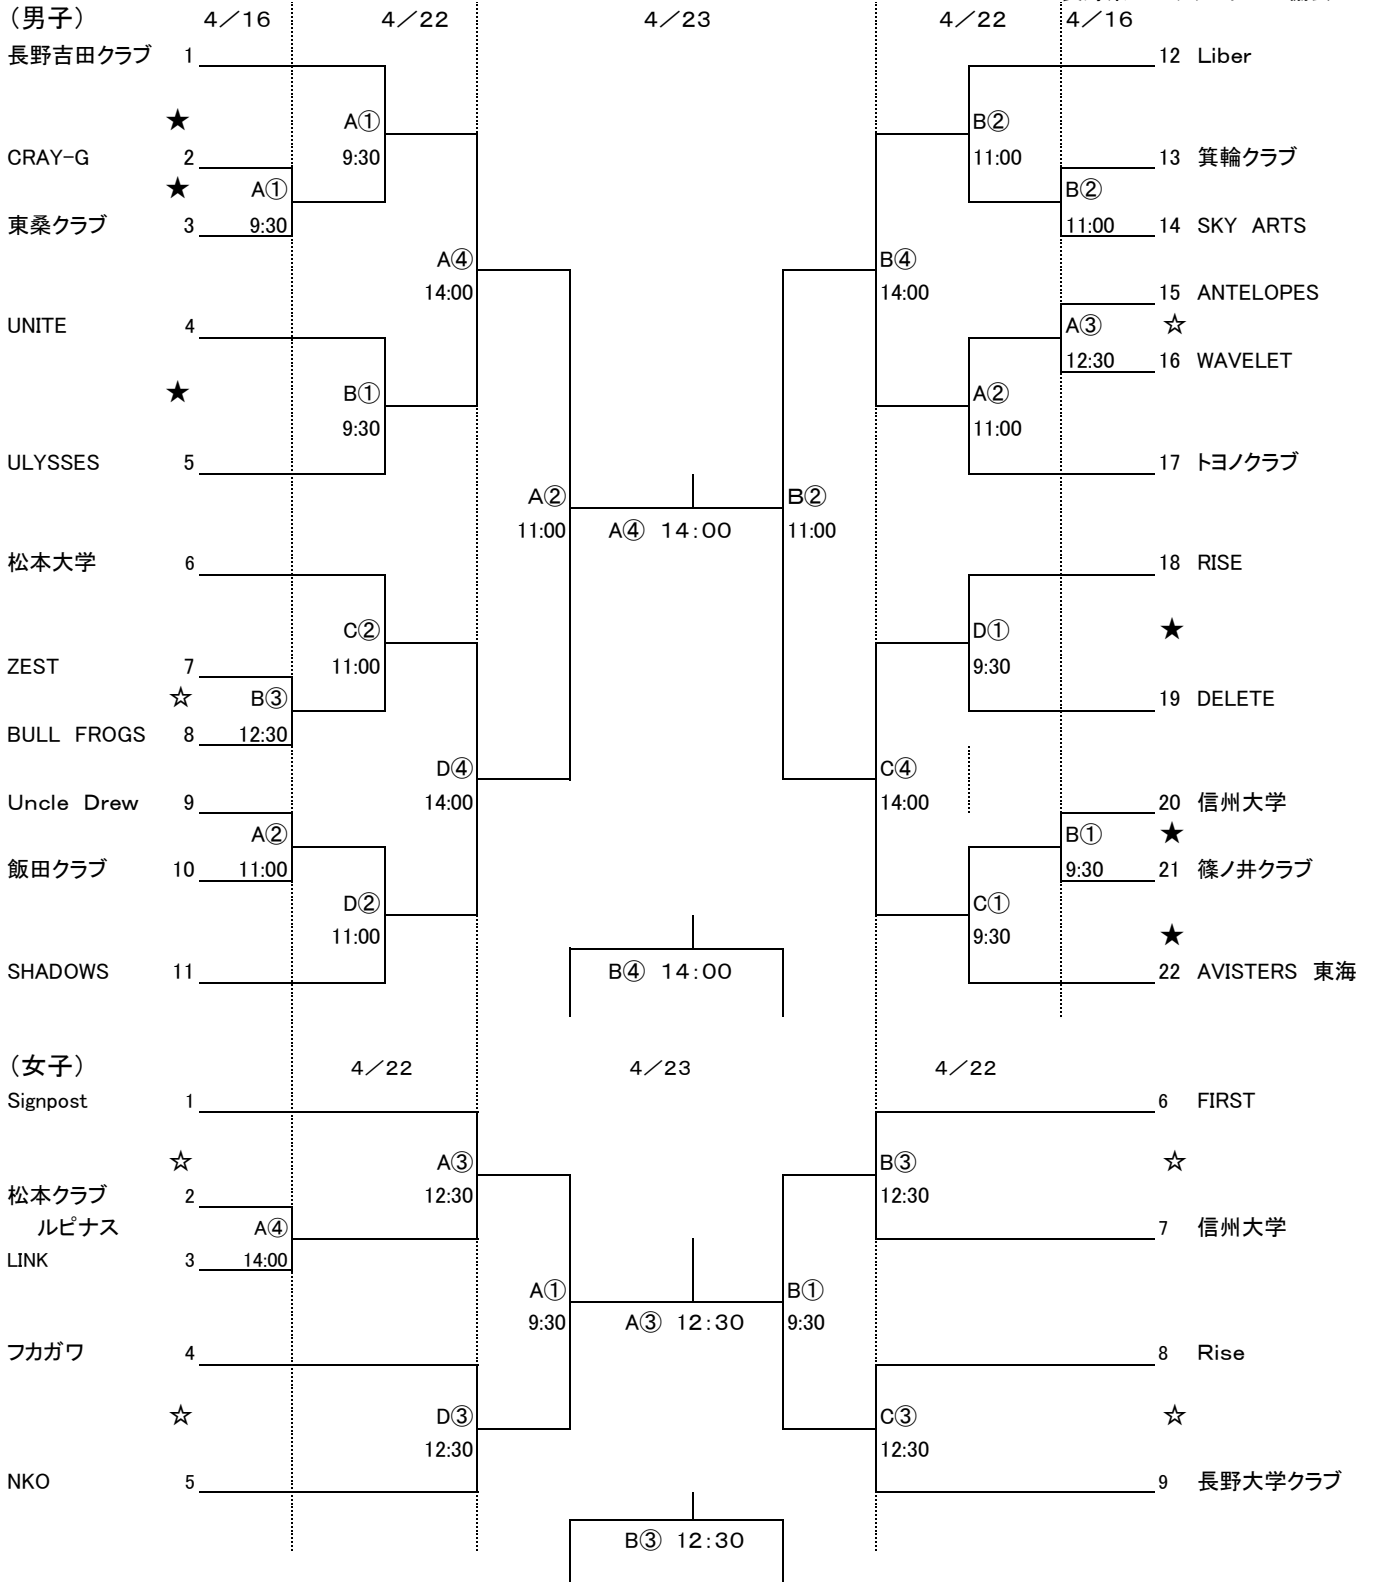 (男子) 4/16 4/22 4/23 4/22 4/16
長野吉田クラブ 1 12 Liber
★ A① B②
CRAY-G 2 9:30 11:00 13 箕輪クラブ
★ A① B②
東桑クラブ 3 9:30 11:00 14 SKY ARTS
A④ B④
14:00 14:00 15 ANTELOPES
UNITE 4 A③ ☆
12:30 16 WAVELET
★ B① A②
9:30 11:00
ULYSSES 5 17 トヨノクラブ
A② B②
11:00 A④ 14:00 11:00
松本大学 6 18 RISE
C② D① ★
ZEST 7 11:00 9:30
☆ B③ 19 DELETE
BULL FROGS 8 12:30
D④ C④
Uncle Drew 9 14:00 14:00 20 信州大学
A② B① ★
飯田クラブ 10 11:00 9:30 21 篠ノ井クラブ
D② C①
11:00 9:30 ★
SHADOWS 11 B④ 14:00 22 AVISTERS 東海
(女子) 4/22 4/23 4/22
Signpost 1 6 FIRST
☆ A③ B③ ☆
松本クラブ 2 12:30 12:30
ルピナス A④ 7 信州大学
LINK 3 14:00
A① B①
9:30 A③ 12:30 9:30
フカガワ 4 8 Rise
☆ D③ C③ ☆
12:30 12:30
NKO 5 9 長野大学クラブ
B③ 12:30